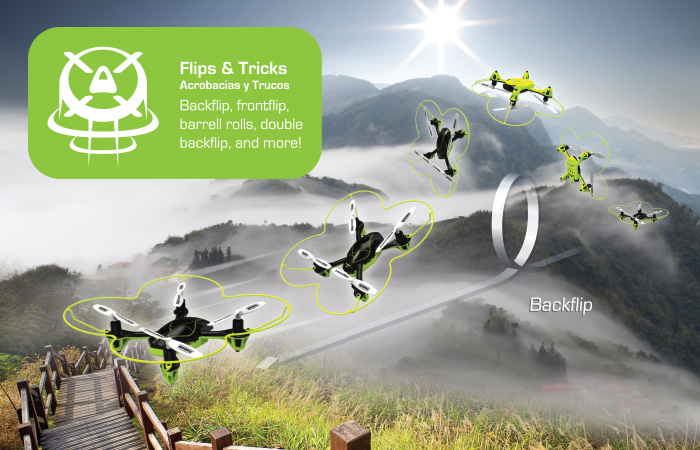 Flips & Tricks
Acrobacias y Trucos
Backflip, frontflip,
barrell rolls, double
backflip, and more!
Backflip